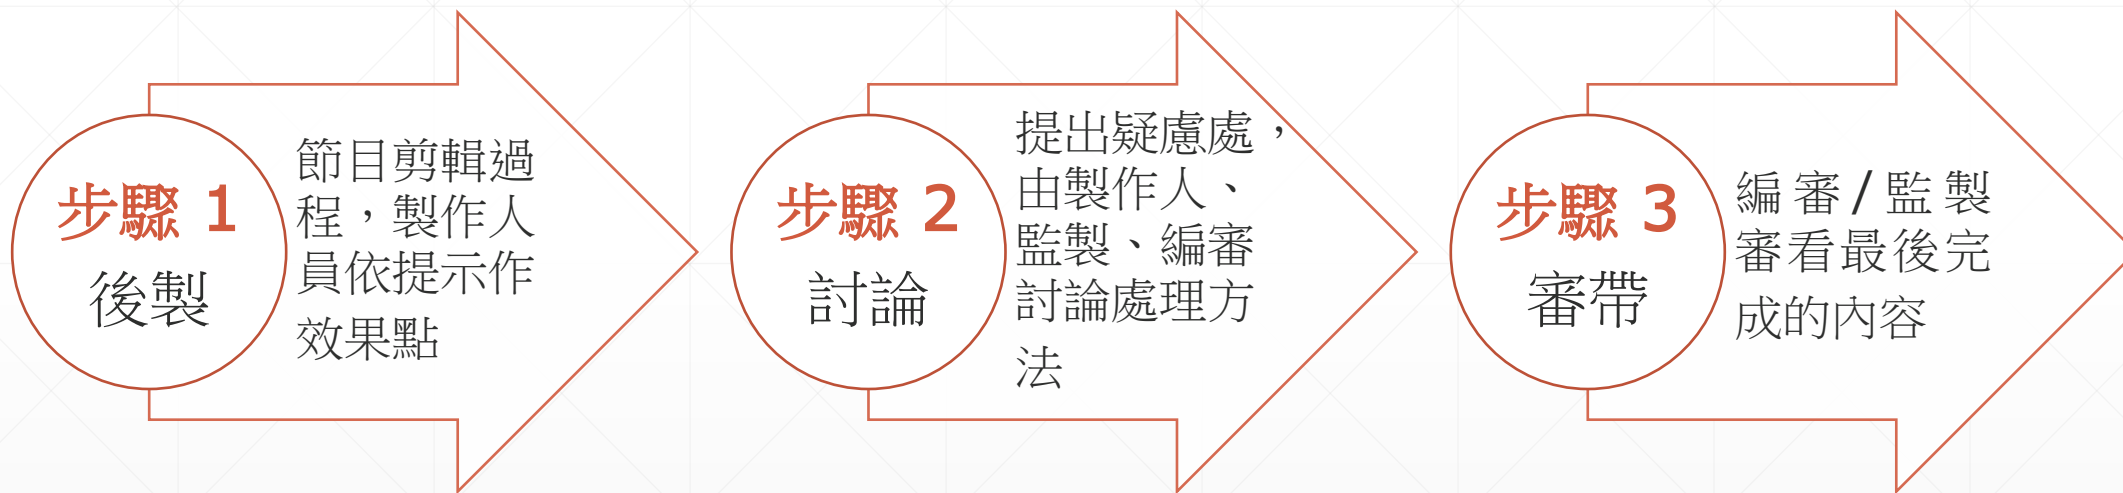 步驟 1
後製
節目剪輯過
程，製作人
員依提示作
效果點
步驟 2
討論
提出疑慮處，
由製作人、
監製、編審
討論處理方
法
步驟 3
審帶
編審/監製
審看最後完
成的內容